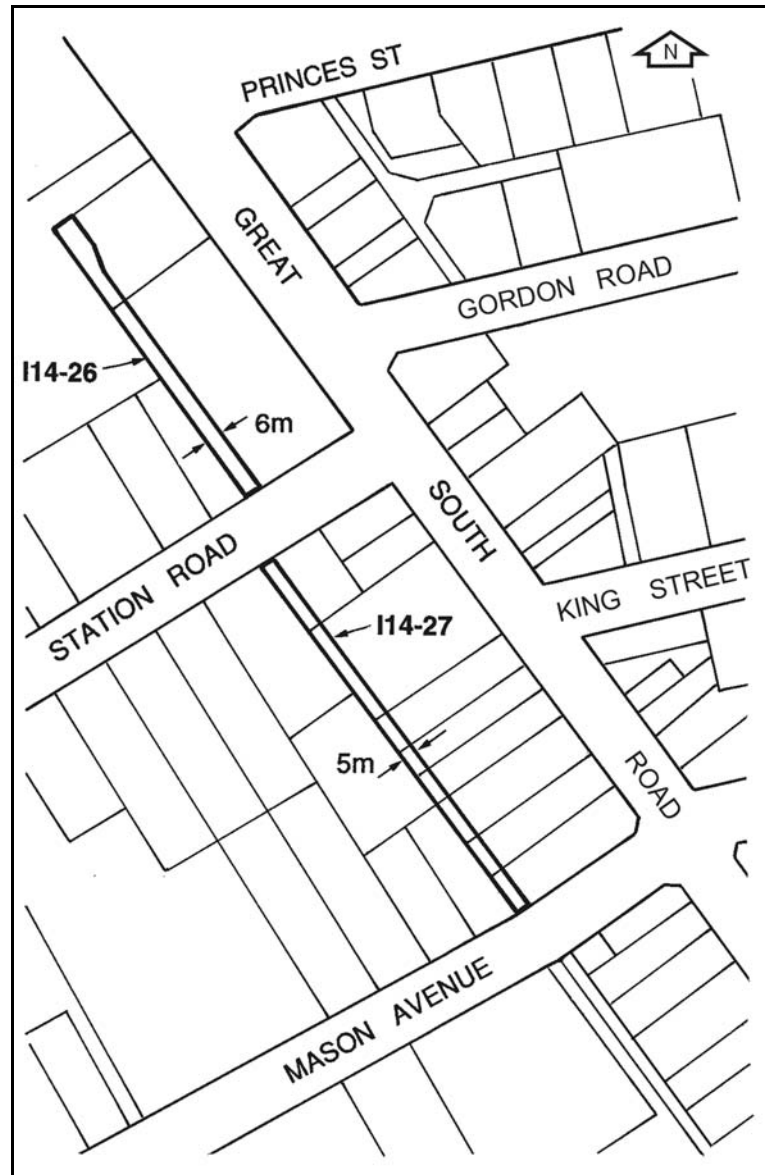 PRINCES ST
N
GREAT
GORDON ROAD
I14-26
6m
SOUTH
STATION ROAD
KING STREET
I14-27
5m
ROAD
MASON AVENUE